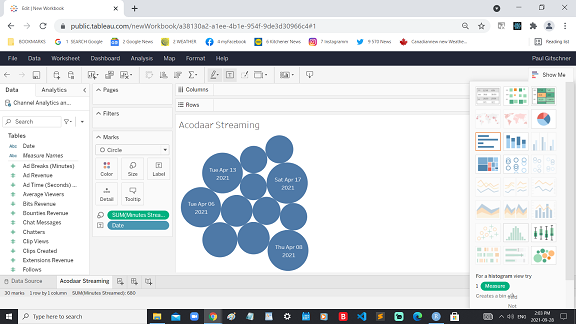 Edit | New Workbook
public.tableau.com/newWorkbook/a38130a2-a1ee-4b1e-954f-9de3d30966c4#1
BOOKMARKS
1 SEARCH Google
2 Google News
2 WEATHER
4 myFacebook
6 Kitchener News
7 Instagramm
9 570 News
Canadiannew new Weathe...
Reading list
File Data Worksheet Dashboard Analysis Map Format Help
Paul Gitschner
Show Me
Data Analytics
Channel Analytics an...
Search
Tables
Date
Measure Names
Ad Breaks (Minutes)
Ad Revenue
Ad Time (Seconds) ...
Average Viewers
Bits Revenue
Bounties Revenue
Chat Messages
Chatters
Clip Views
Clips Created
Extensions Revenue
Follows
Pages
Filters
Marks
Circle
Color Size Label
Detail Tooltip
SUM(Minutes Strea...
Date
Columns
Rows
Acodaar Streaming
Tue Apr 13
2021
Sat Apr 17
2021
Tue Apr 06
2021
Thu Apr 08
2021
For a histogram view try
1 Measure
Creates a bin
Data Source
Acodaar Streaming
30 marks 1 row by 1 column SUM(Minutes Streamed): 680
Type here to search
ENG
2:03 PM
2021-09-26